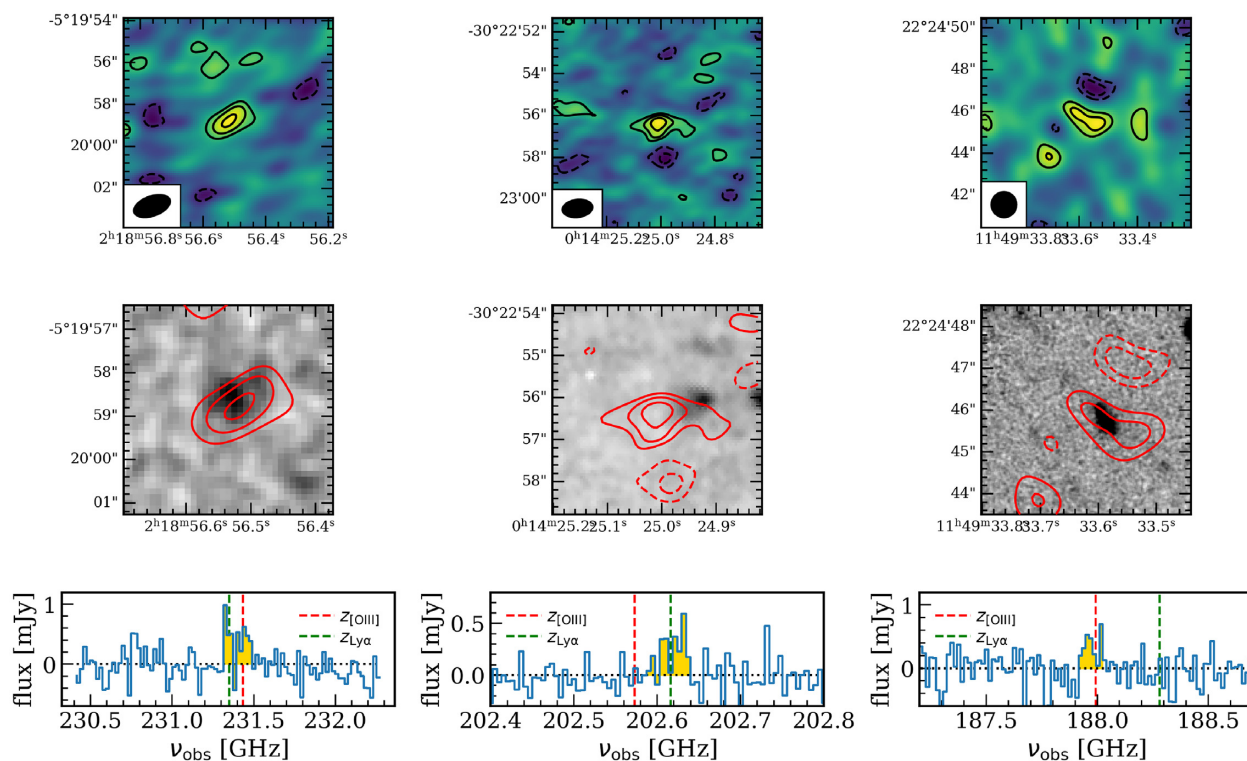 -5°19'54"
56"
58"
20'00"
02"
2ʰ18ᵐ56.8ˢ 56.6ˢ 56.4ˢ 56.2ˢ
-30°22'52"
54"
56"
58"
23'00"
0ʰ14ᵐ25.2ˢ 25.0ˢ 24.8ˢ
22°24'50"
48"
46"
44"
42"
11ʰ49ᵐ33.8ˢ 33.6ˢ 33.4ˢ
-5°19'57"
58"
59"
20'00"
01"
2ʰ18ᵐ56.6ˢ 56.5ˢ 56.4ˢ
-30°22'54"
55"
56"
57"
58"
0ʰ14ᵐ25.2ˢ 25.1ˢ 25.0ˢ 24.9ˢ
22°24'48"
47"
46"
45"
44"
11ʰ49ᵐ33.8ˢ 33.7ˢ 33.6ˢ 33.5ˢ
flux [mJy]
1
0
z[OIII]
zLyα
230.5 231.0 231.5 232.0
νobs [GHz]
flux [mJy]
0.5
0.0
z[OIII]
zLyα
202.4 202.5 202.6 202.7 202.8
νobs [GHz]
flux [mJy]
1
0
z[OIII]
zLyα
187.5 188.0 188.5
νobs [GHz]